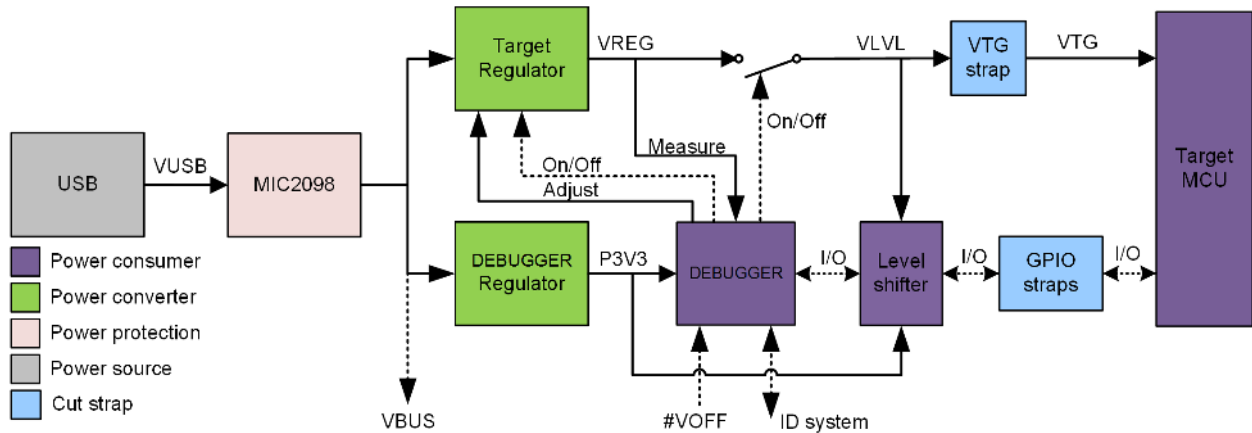 Target
Regulator
VREG
VLVL
VTG
strap
VTG
On/Off
Measure
On/Off
Adjust
USB
VUSB
MIC2098
Target
MCU
DEBUGGER
Regulator
P3V3
DEBUGGER
I/O
Level
shifter
I/O
GPIO
straps
I/O
Power consumer
Power converter
Power protection
Power source
Cut strap
VBUS
#VOFF
ID system